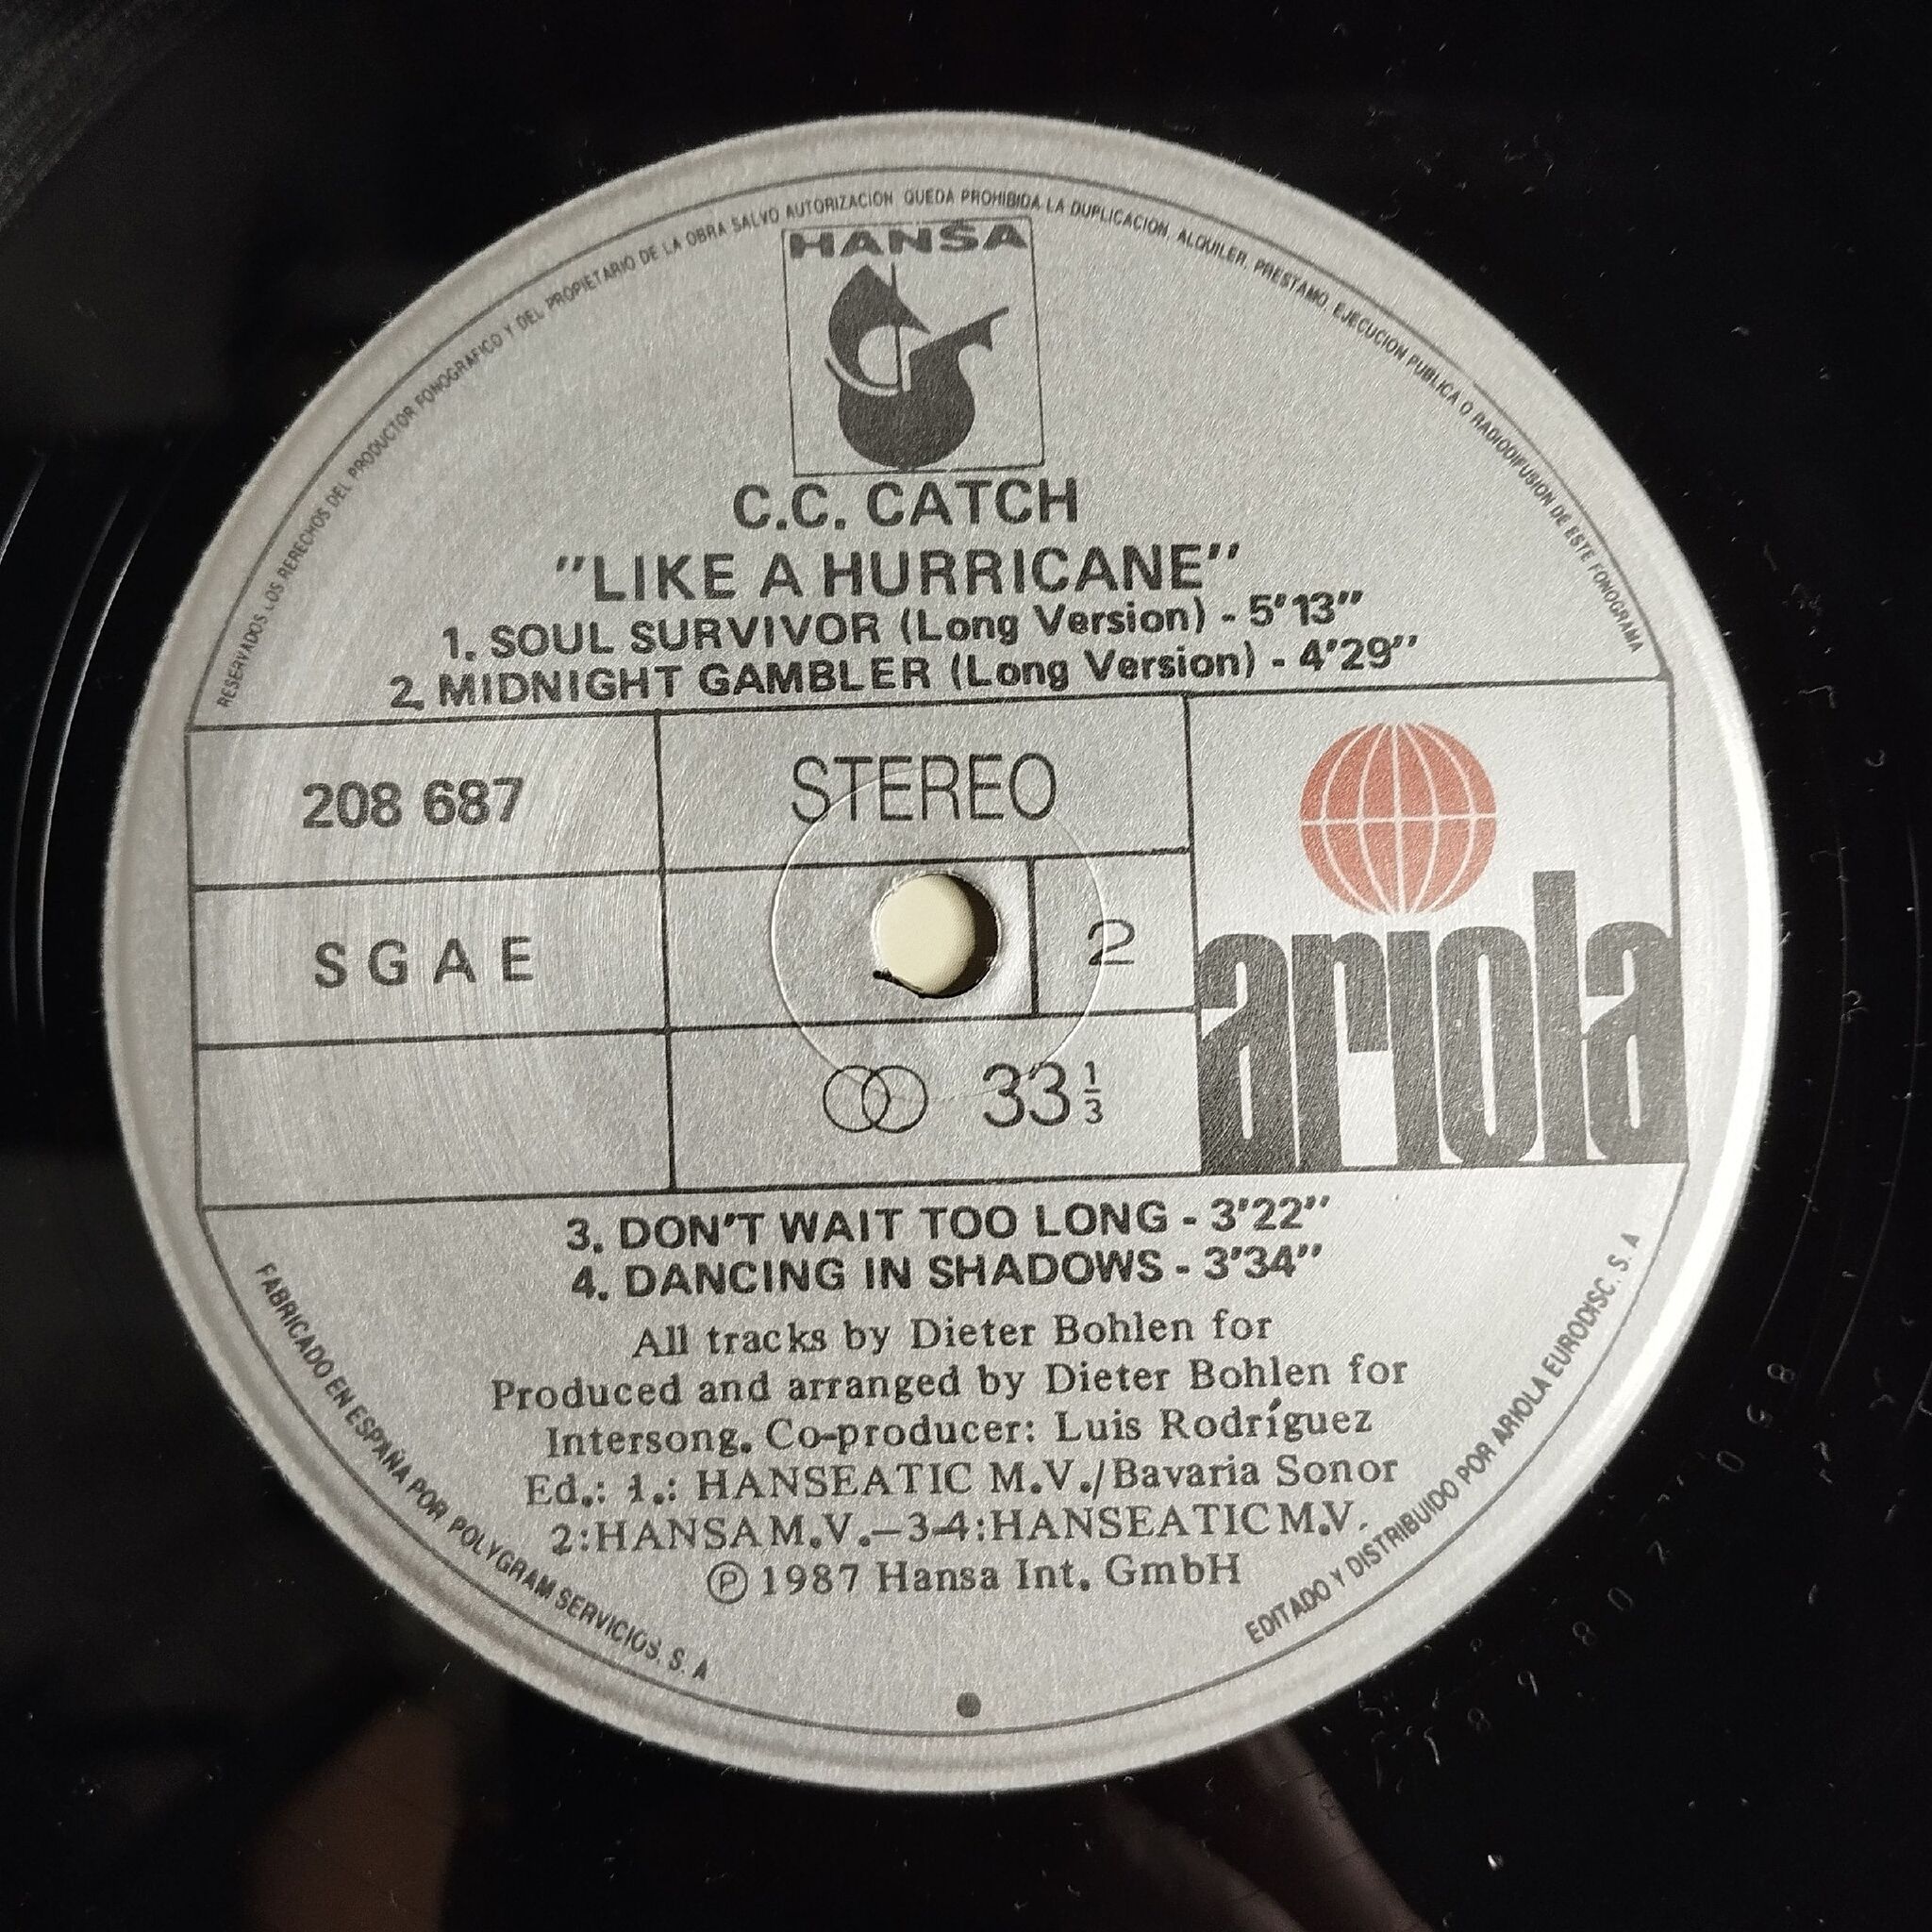 RESERVADOS LOS DERECHOS DEL PRODUCTOR FONOGRAFICO Y DEL PROPIETARIO DE LA OBRA SALVO AUTORIZACION QUEDA PROHIBIDA LA DUPLICACION, ALQUILER, PRESTAMO, EJECUCION PUBLICA O RADIODIFUSION DE ESTE FONOGRAMA
HANSA
C.C. CATCH
"LIKE A HURRICANE"
1. SOUL SURVIVOR (Long Version) - 5'13"
2. MIDNIGHT GAMBLER (Long Version) - 4'29"
208 687
STEREO
SGAE
2
33 1/3
ariola
3. DON'T WAIT TOO LONG - 3'22"
4. DANCING IN SHADOWS - 3'34"
All tracks by Dieter Bohlen for
Produced and arranged by Dieter Bohlen for
Intersong. Co-producer: Luis Rodríguez
Ed.: 1.: HANSEATIC M.V./Bavaria Sonor
2:HANSA M.V.—3-4:HANSEATIC M.V.
Ⓟ 1987 Hansa Int. GmbH
FABRICADO EN ESPAÑA POR POLYGRAM SERVICIOS, S. A
EDITADO Y DISTRIBUIDO POR ARIOLA EURODISC, S. A